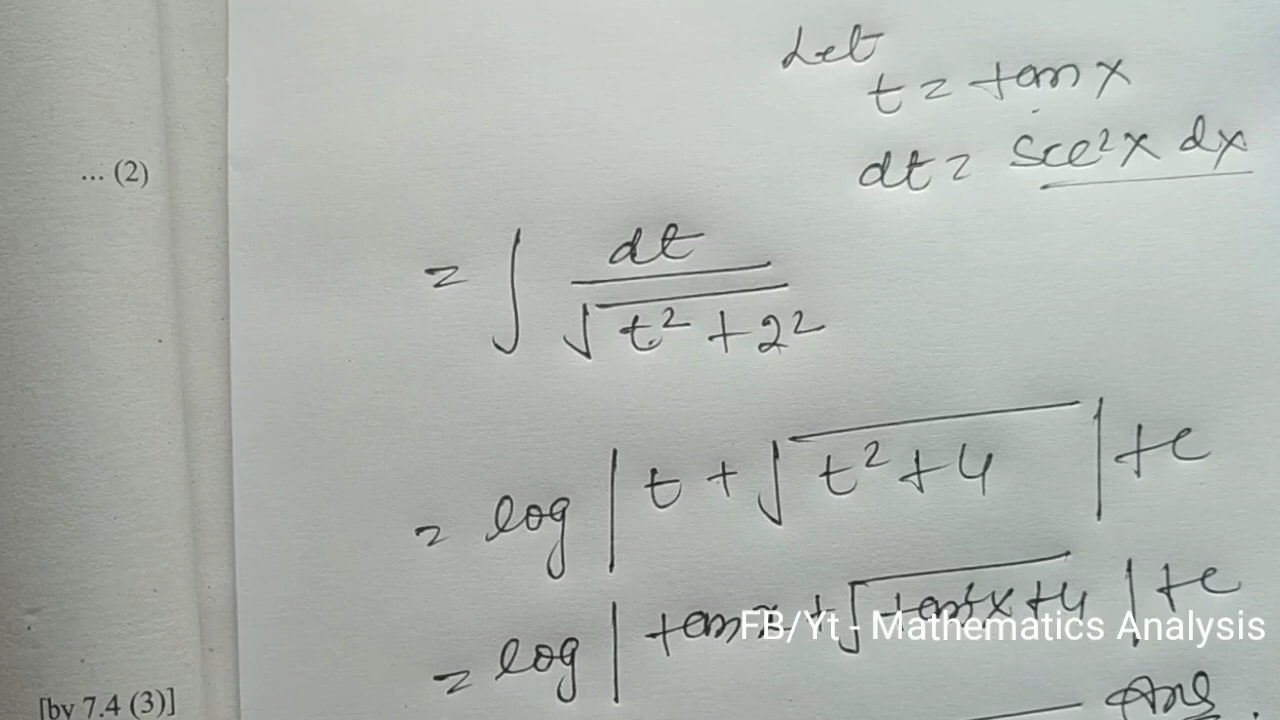 Let
t = tan x
dt = sec²x dx
... (2)
= ∫ dt / √(t² + 2²)
= log | t + √(t² + 4) | + c
= log | tan x + √(tan²x + 4) | + c
FB/Yt - Mathematics Analysis
Ans.
[by 7.4 (3)]